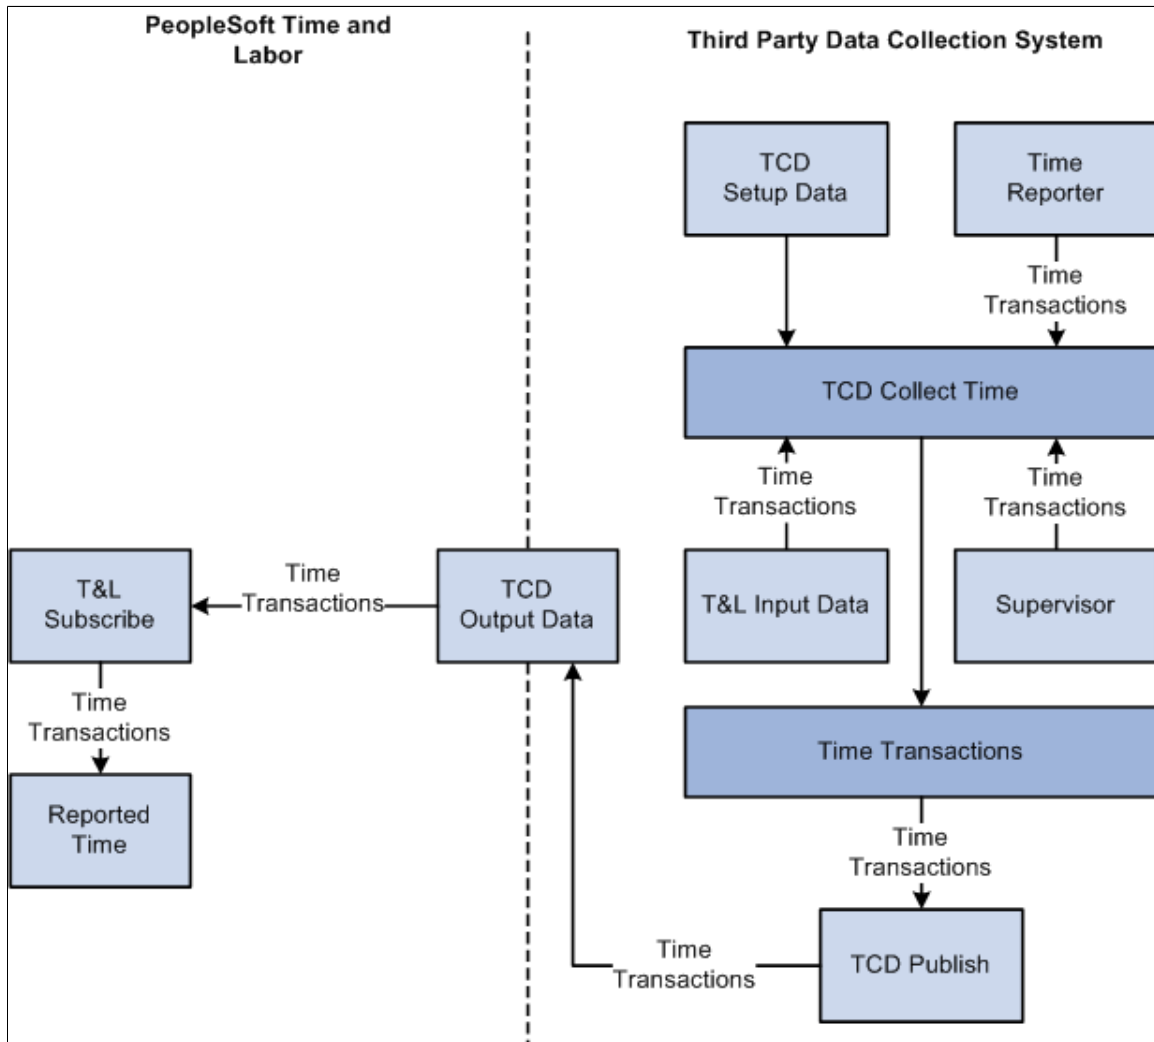 PeopleSoft Time and
Labor
Third Party Data Collection System
TCD
Setup Data
Time
Reporter
Time
Transactions
TCD Collect Time
Time
Transactions
Time
Transactions
T&L
Subscribe
Time
Transactions
TCD
Output Data
T&L Input Data
Supervisor
Time
Transactions
Time Transactions
Reported
Time
Time
Transactions
Time
Transactions
TCD Publish